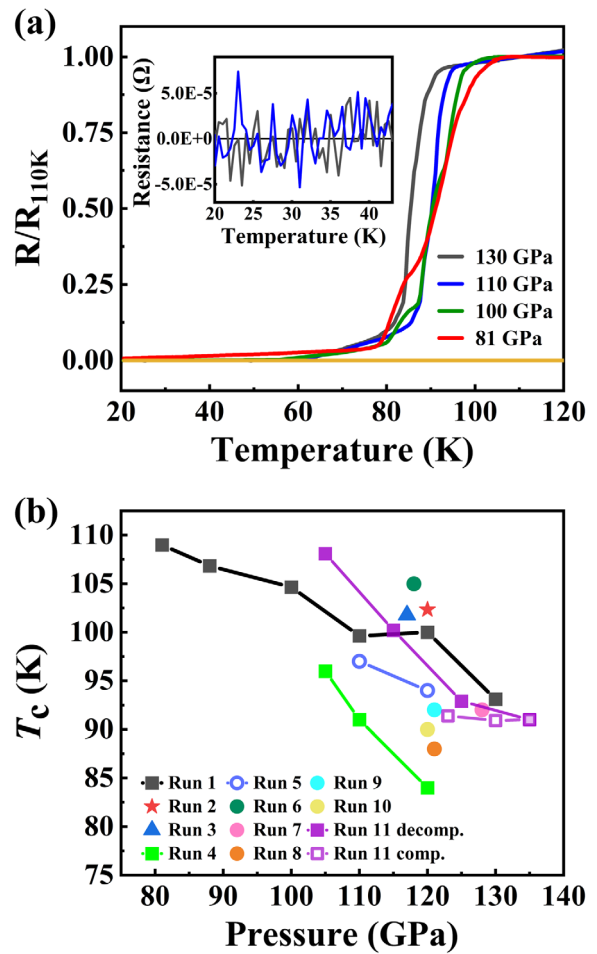 (a)
R/R110K
1.00
0.75
0.50
0.25
0.00
Resistance (Ω)
5.0E-5
0.0E+0
-5.0E-5
20 25 30 35 40
Temperature (K)
130 GPa
110 GPa
100 GPa
81 GPa
20 40 60 80 100 120
Temperature (K)
(b)
Tc (K)
110
105
100
95
90
85
80
75
Run 1 Run 5 Run 9
Run 2 Run 6 Run 10
Run 3 Run 7 Run 11 decomp.
Run 4 Run 8 Run 11 comp.
80 90 100 110 120 130 140
Pressure (GPa)